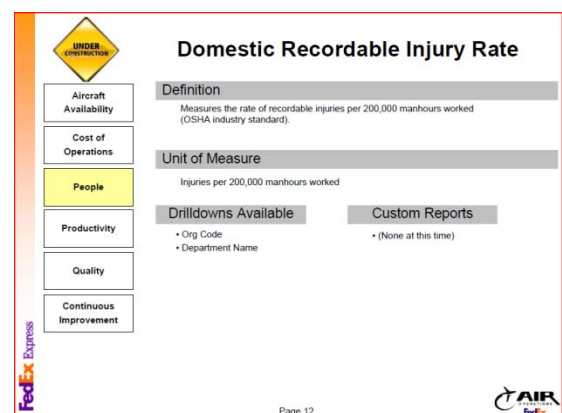 UNDER
CONSTRUCTION
Domestic Recordable Injury Rate
Aircraft
Availability
Cost of
Operations
People
Productivity
Quality
Continuous
Improvement
Definition
Measures the rate of recordable injuries per 200,000 manhours worked
(OSHA industry standard).
Unit of Measure
Injuries per 200,000 manhours worked
Drilldowns Available
• Org Code
• Department Name
Custom Reports
• (None at this time)
FedEx Express
Page 12
AIR
OPERATIONS
FedEx